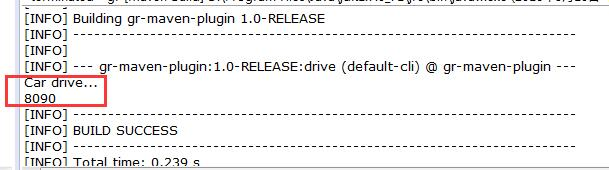 [INFO] Building gr-maven-plugin 1.0-RELEASE
[INFO] ------------------------------------------------------------------------
[INFO]
[INFO] --- gr-maven-plugin:1.0-RELEASE:drive (default-cli) @ gr-maven-plugin ---
Car drive...
8090
[INFO] ------------------------------------------------------------------------
[INFO] BUILD SUCCESS
[INFO] ------------------------------------------------------------------------
[INFO] Total time: 0.239 s